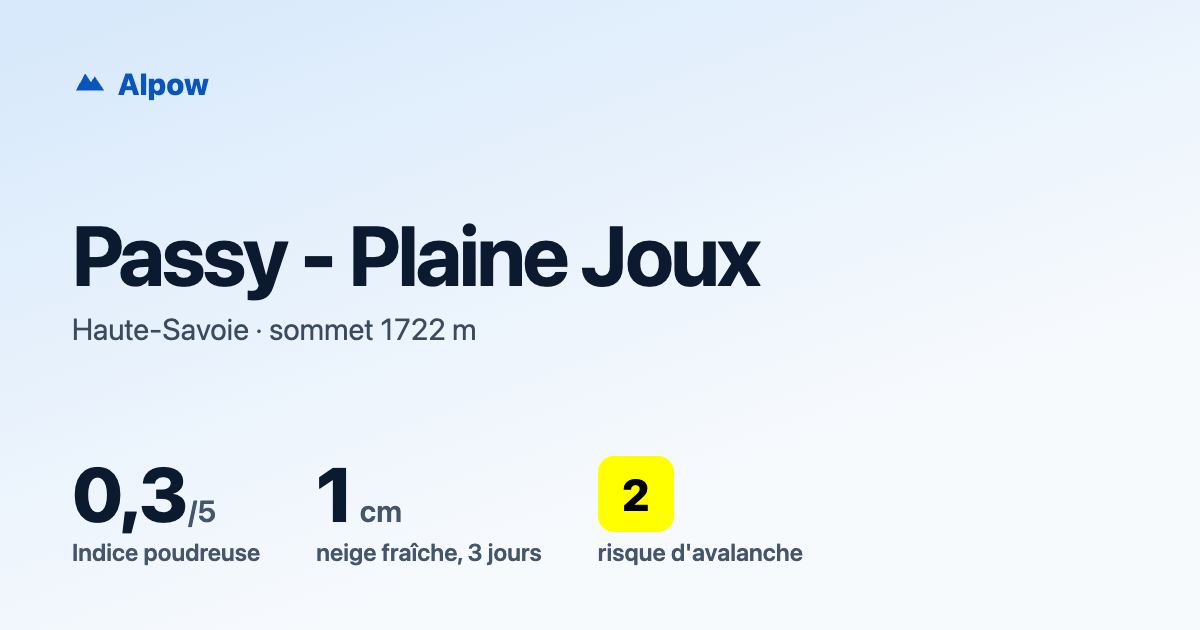 Alpow
Passy - Plaine Joux
Haute-Savoie · sommet 1722 m
0,3/5
Indice poudreuse
1 cm
neige fraîche, 3 jours
2
risque d'avalanche